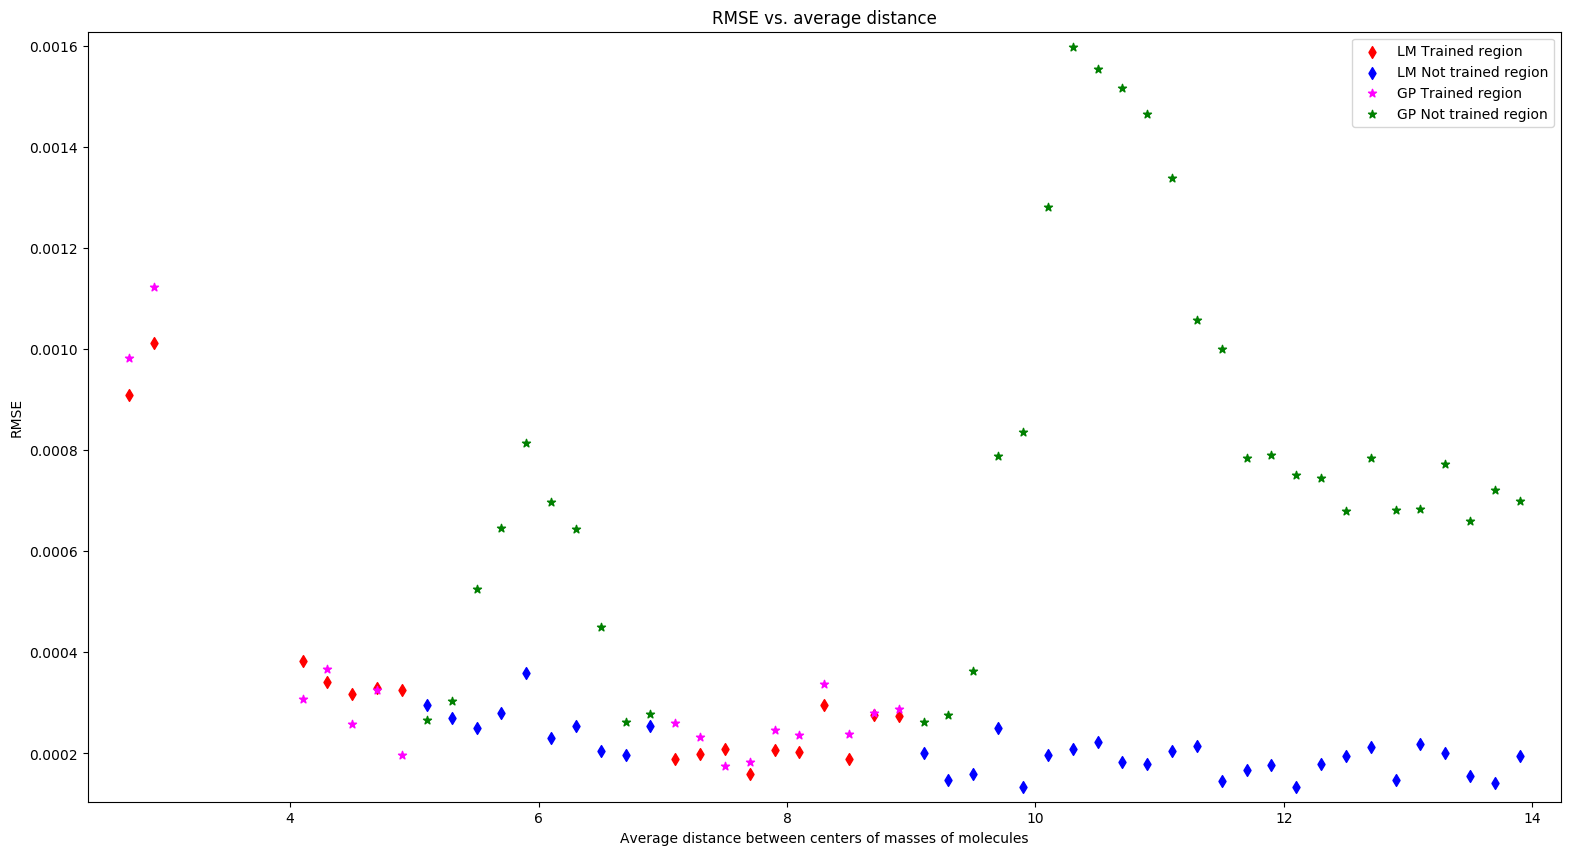 RMSE vs. average distance
0.0016
0.0014
0.0012
0.0010
0.0008
0.0006
0.0004
0.0002
RMSE
LM Trained region
LM Not trained region
GP Trained region
GP Not trained region
4 6 8 10 12 14
Average distance between centers of masses of molecules